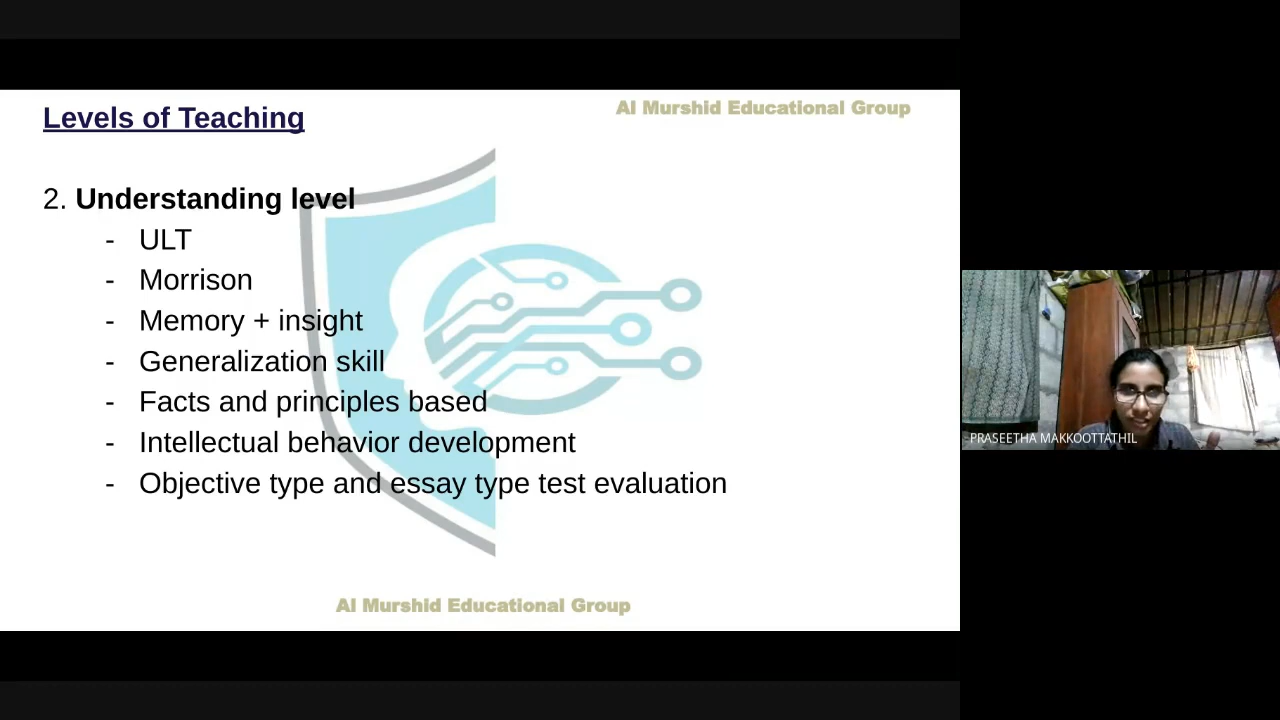 Levels of Teaching
Al Murshid Educational Group
2. Understanding level
- ULT
- Morrison
- Memory + insight
- Generalization skill
- Facts and principles based
- Intellectual behavior development
- Objective type and essay type test evaluation
Al Murshid Educational Group
PRASEETHA MAKKOOTTATHIL